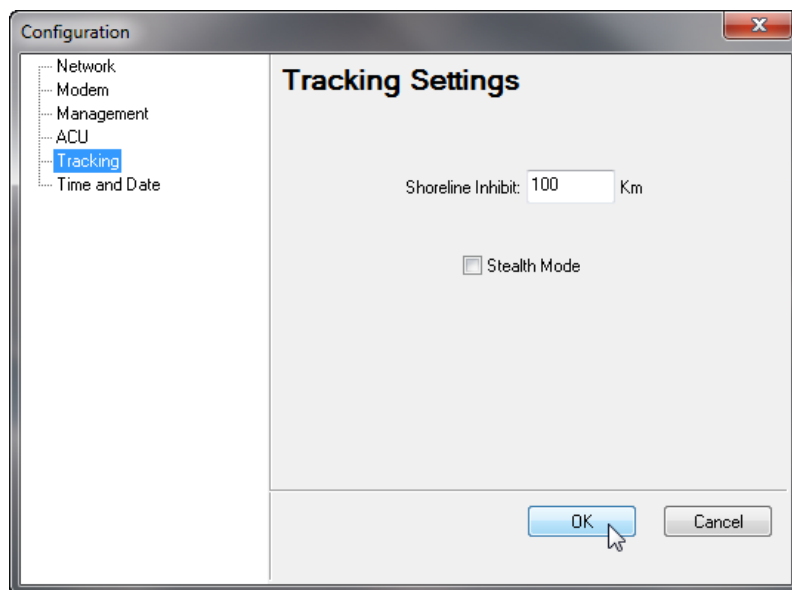 Configuration
Network
Modem
Management
ACU
Tracking
Time and Date
Tracking Settings
Shoreline Inhibit: 100 Km
Stealth Mode
OK
Cancel